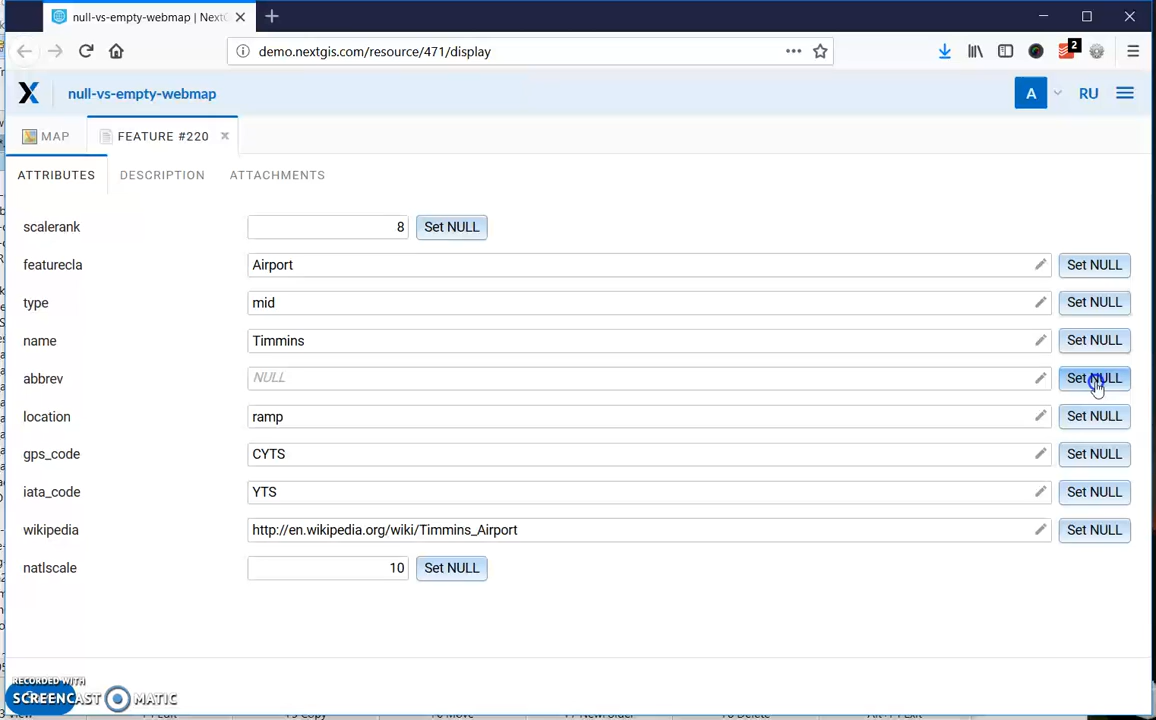 null-vs-empty-webmap | NextG
demo.nextgis.com/resource/471/display
2
null-vs-empty-webmap
A
RU
MAP
FEATURE #220
ATTRIBUTES
DESCRIPTION
ATTACHMENTS
scalerank
8
Set NULL
featurecla
Airport
Set NULL
type
mid
Set NULL
name
Timmins
Set NULL
abbrev
NULL
Set NULL
location
ramp
Set NULL
gps_code
CYTS
Set NULL
iata_code
YTS
Set NULL
wikipedia
http://en.wikipedia.org/wiki/Timmins_Airport
Set NULL
natlscale
10
Set NULL
RECORDED WITH
SCREENCAST MATIC